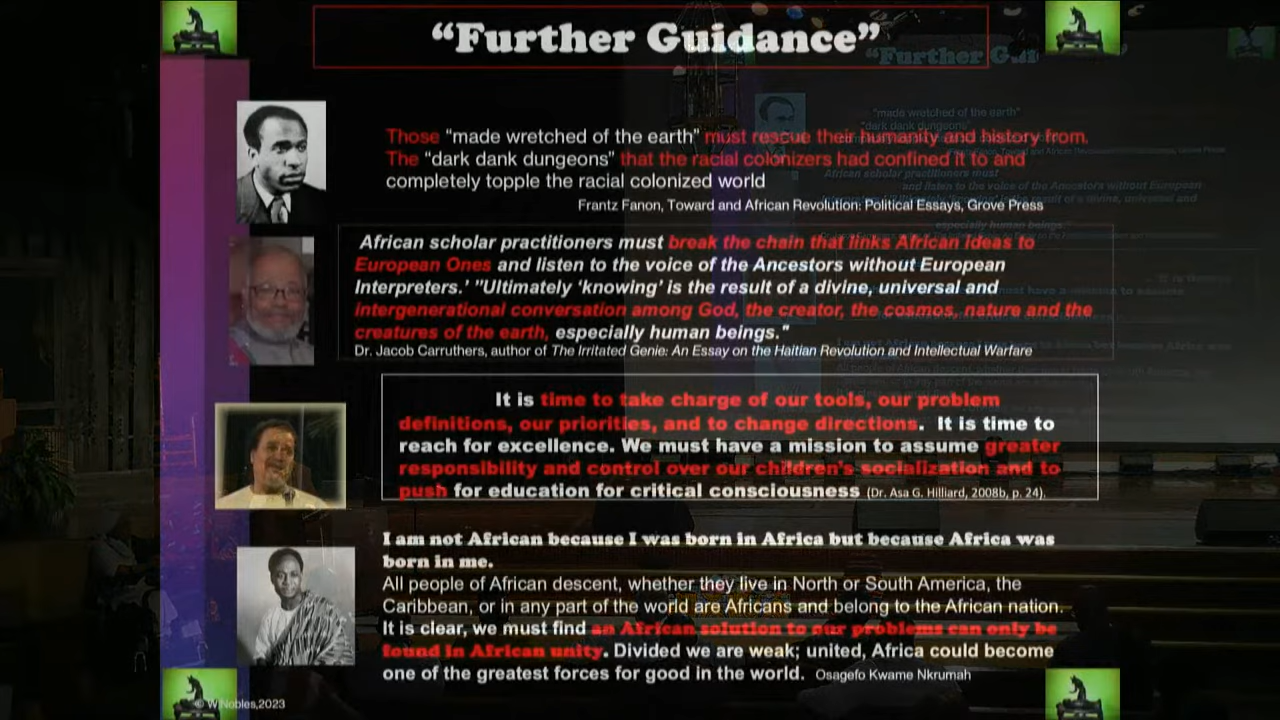 “Further Guidance”
Those “made wretched of the earth” must rescue their humanity and history from.
The “dark dank dungeons” that the racial colonizers had confined it to and
completely topple the racial colonized world
Frantz Fanon, Toward and African Revolution: Political Essays, Grove Press
African scholar practitioners must break the chain that links African ideas to
European Ones and listen to the voice of the Ancestors without European
Interpreters.' "Ultimately ‘knowing’ is the result of a divine, universal and
intergenerational conversation among God, the creator, the cosmos, nature and the
creatures of the earth, especially human beings."
Dr. Jacob Carruthers, author of The Irritated Genie: An Essay on the Haitian Revolution and Intellectual Warfare
It is time to take charge of our tools, our problem
definitions, our priorities, and to change directions. It is time to
reach for excellence. We must have a mission to assume greater
responsibility and control over our children's socialization and to
push for education for critical consciousness (Dr. Asa G. Hilliard, 2008b, p. 24).
I am not African because I was born in Africa but because Africa was
born in me.
All people of African descent, whether they live in North or South America, the
Caribbean, or in any part of the world are Africans and belong to the African nation.
It is clear, we must find an African solution to our problems can only be
found in African unity. Divided we are weak; united, Africa could become
one of the greatest forces for good in the world. Osagefo Kwame Nkrumah
© W.Nobles,2023